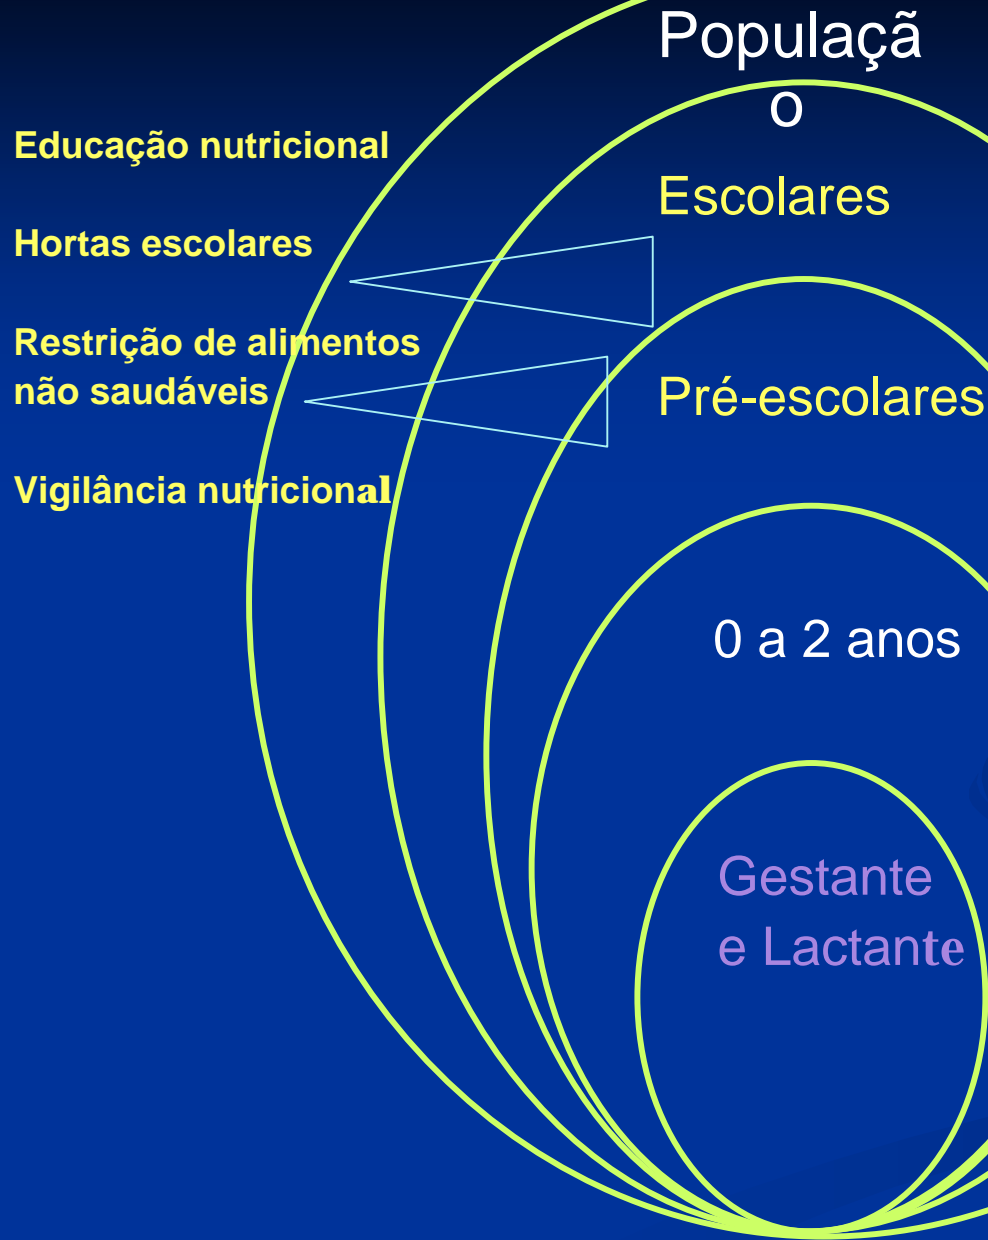 Populaçã
o
Educação nutricional
Escolares
Hortas escolares
Restrição de alimentos
não saudáveis
Pré-escolares
Vigilância nutricional
0 a 2 anos
Gestante
e Lactante